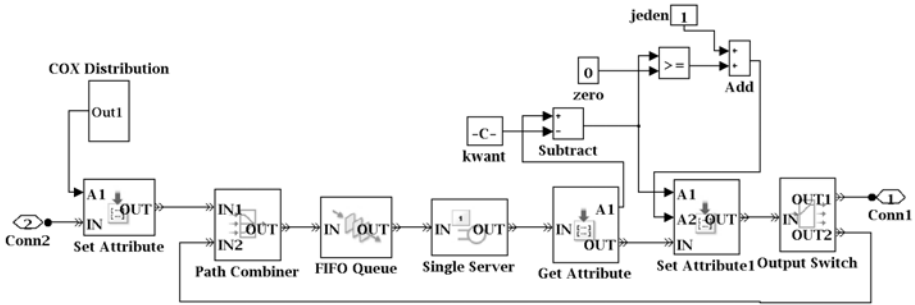 jeden
1
COX Distribution
Out1
0
zero
>=
+
+
Add
-C-
kwant
+
−
Subtract
2
Conn2
A1
IN
OUT
Set Attribute
IN1
IN2
OUT
Path Combiner
IN
OUT
FIFO Queue
1
IN
OUT
Single Server
IN
A1
OUT
Get Attribute
A1
A2
IN
OUT
Set Attribute1
IN
OUT1
OUT2
Output Switch
1
Conn1